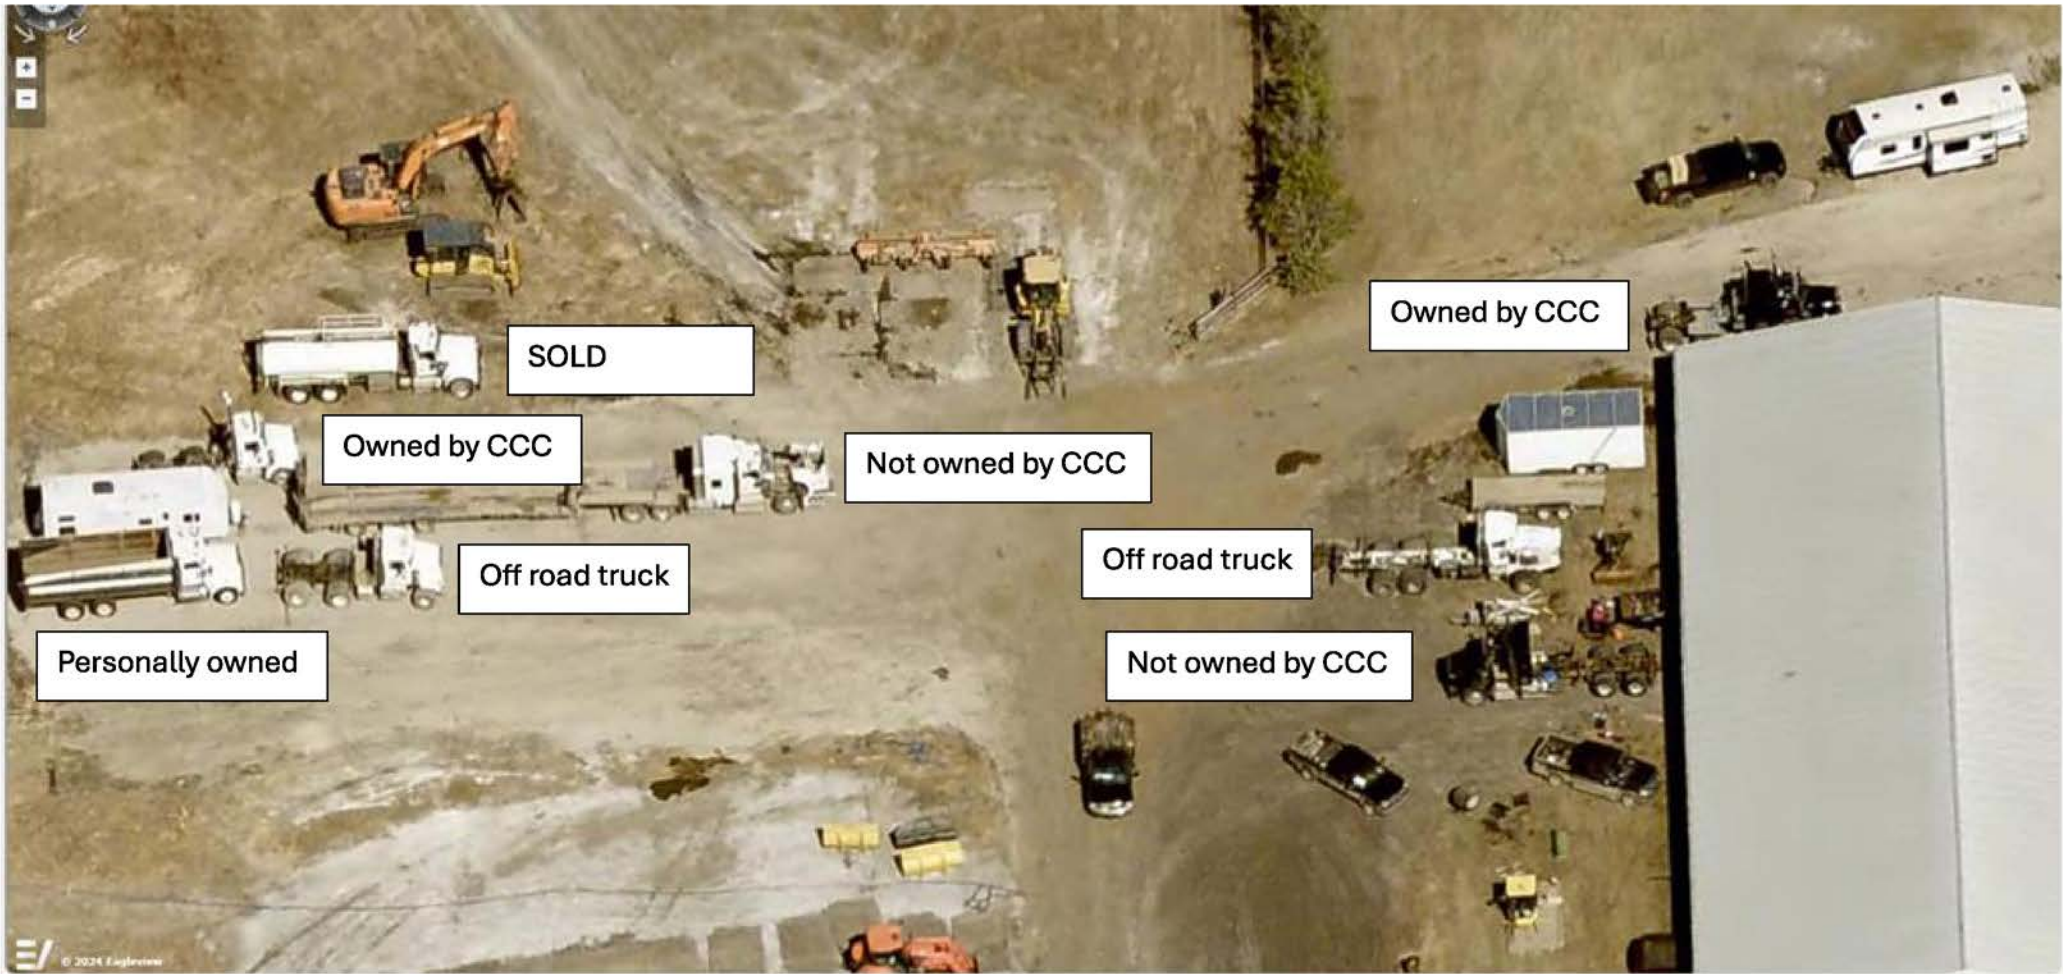 Owned by CCC
SOLD
Owned by CCC
Not owned by CCC
Off road truck
Off road truck
Personally owned
Not owned by CCC
© 2024 Eagleview